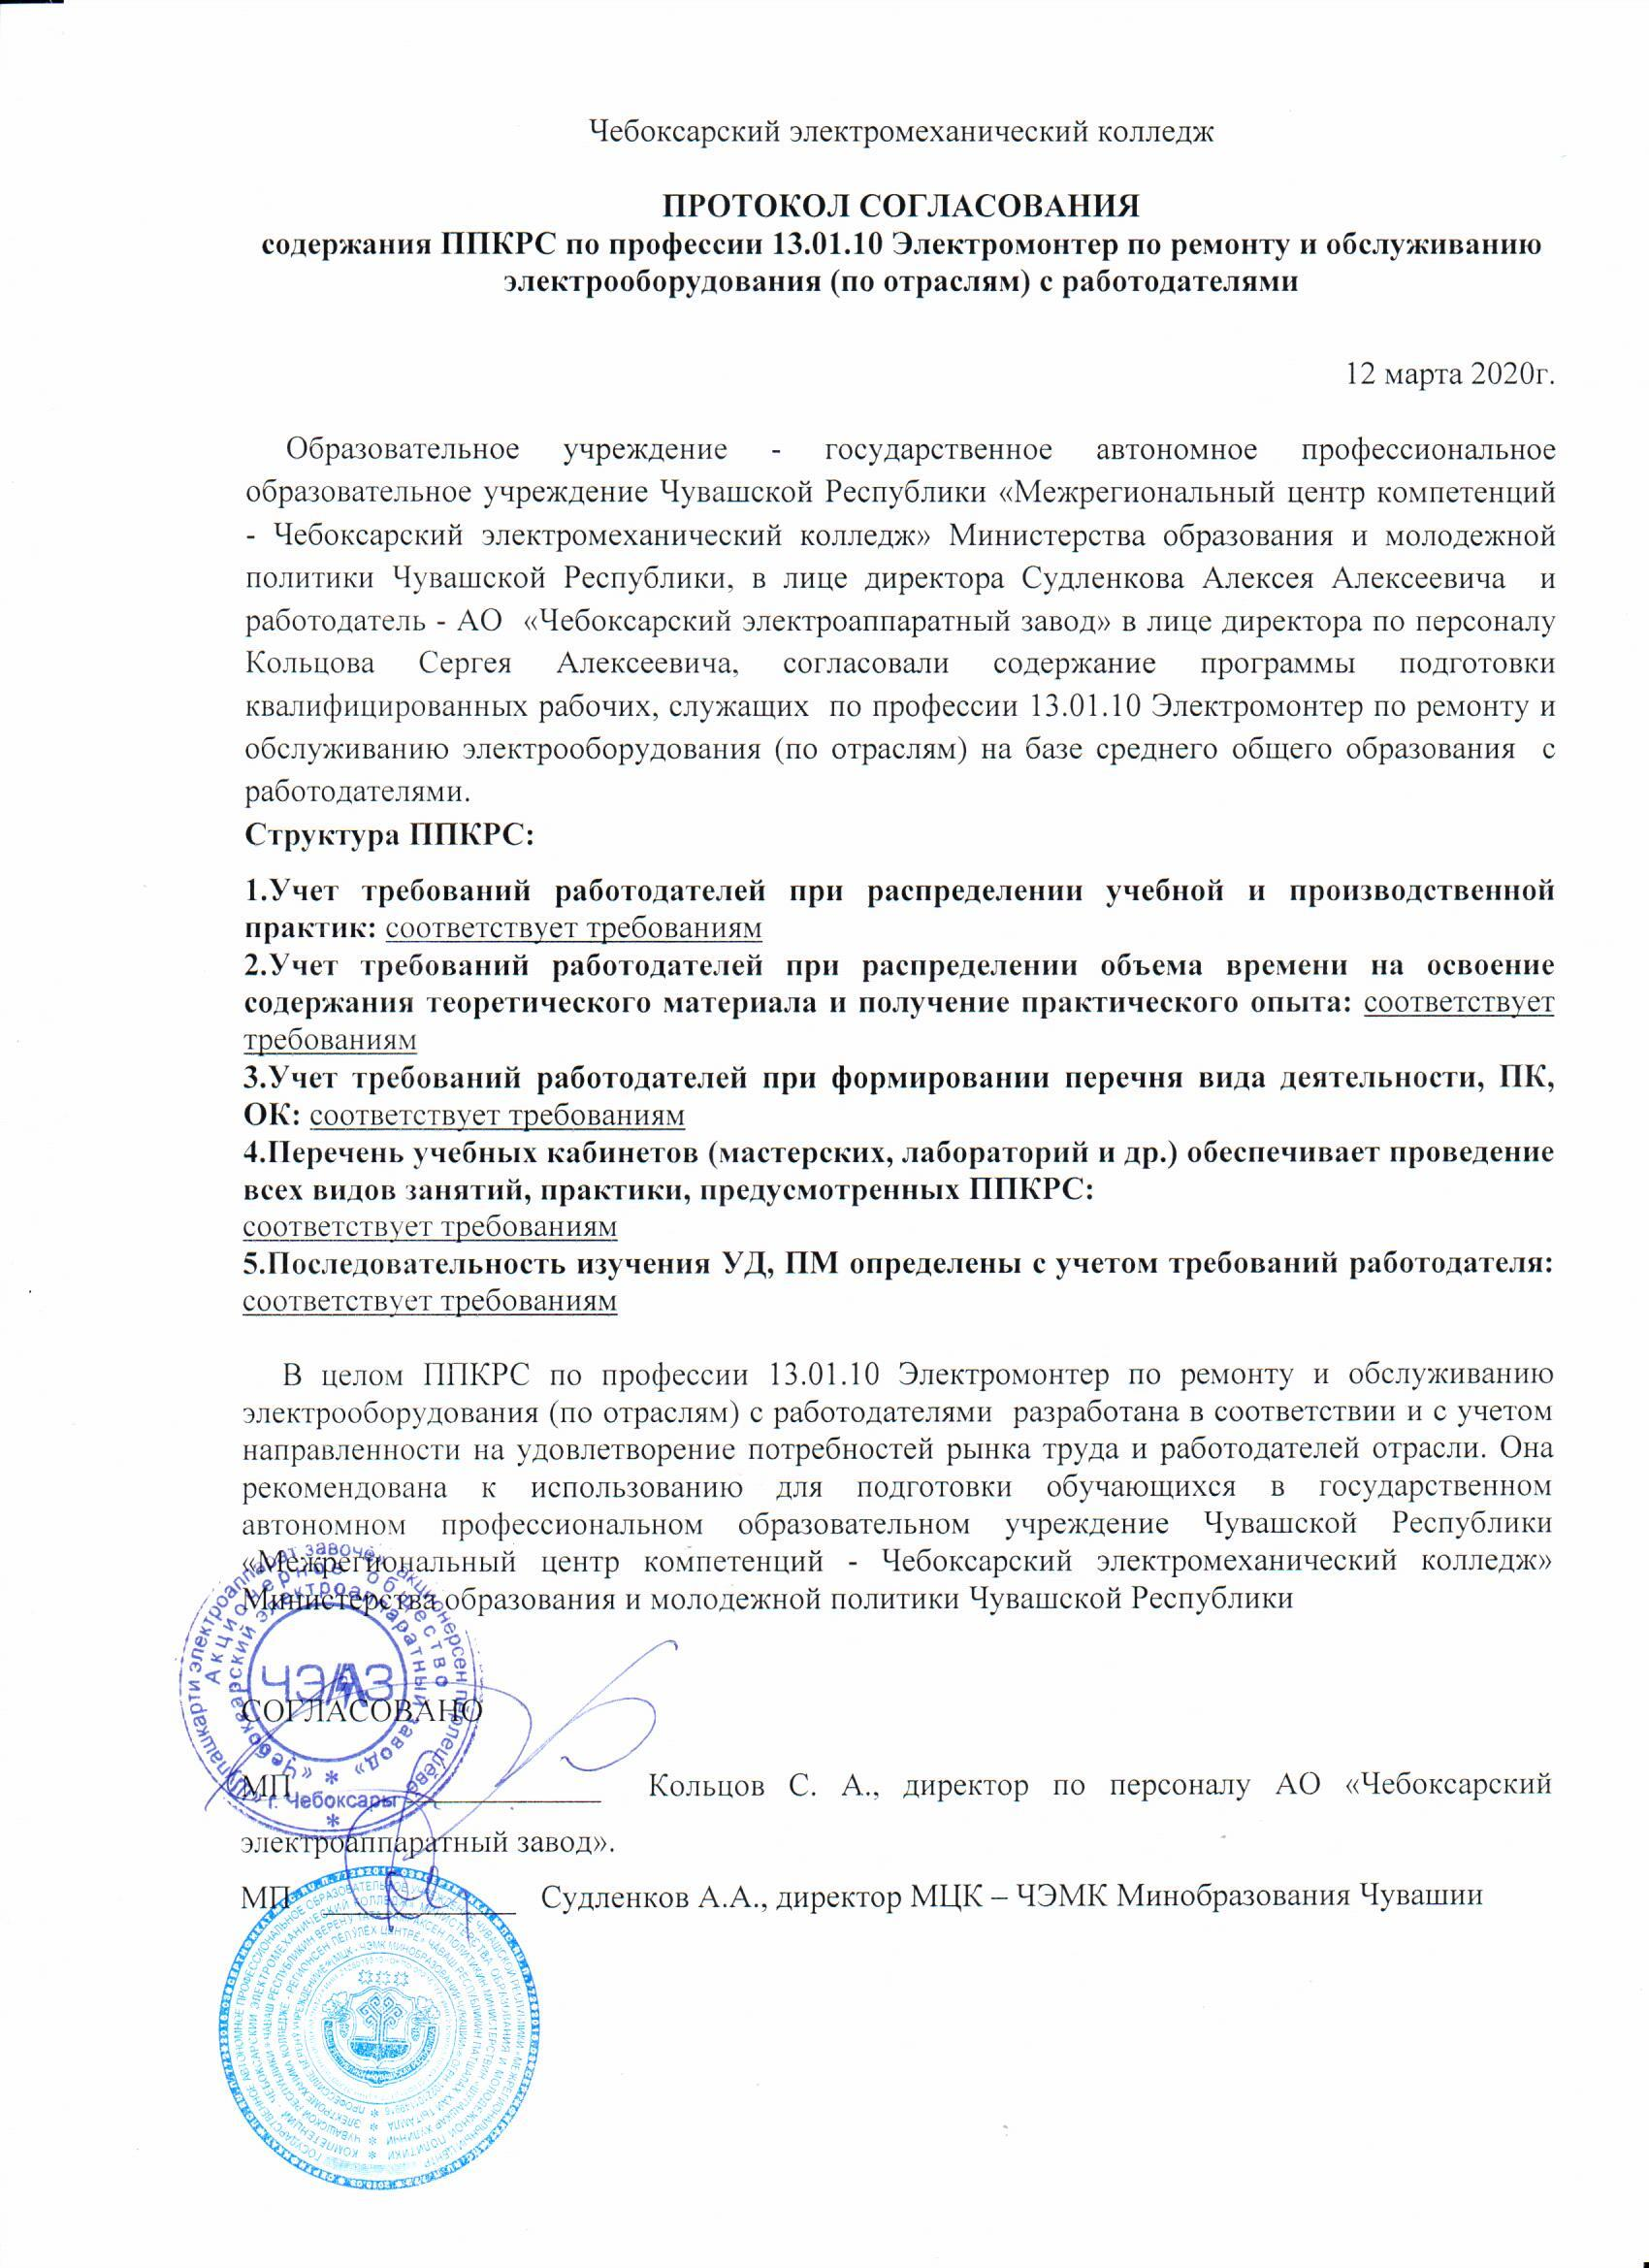 Чебоксарский электромеханический колледж
ПРОТОКОЛ СОГЛАСОВАНИЯ
содержания ППКРС по профессии 13.01.10 Электромонтер по ремонту и обслуживанию
электрооборудования (по отраслям) с работодателями
12 марта 2020г.
Образовательное учреждение - государственное автономное профессиональное
образовательное учреждение Чувашской Республики «Межрегиональный центр компетенций
- Чебоксарский электромеханический колледж» Министерства образования и молодежной
политики Чувашской Республики, в лице директора Судленкова Алексея Алексеевича и
работодатель - АО «Чебоксарский электроаппаратный завод» в лице директора по персоналу
Кольцова Сергея Алексеевича, согласовали содержание программы подготовки
квалифицированных рабочих, служащих по профессии 13.01.10 Электромонтер по ремонту и
обслуживанию электрооборудования (по отраслям) на базе среднего общего образования с
работодателями.
Структура ППКРС:
1.Учет требований работодателей при распределении учебной и производственной
практик: соответствует требованиям
2.Учет требований работодателей при распределении объема времени на освоение
содержания теоретического материала и получение практического опыта: соответствует
требованиям
3.Учет требований работодателей при формировании перечня вида деятельности, ПК,
ОК: соответствует требованиям
4.Перечень учебных кабинетов (мастерских, лабораторий и др.) обеспечивает проведение
всех видов занятий, практики, предусмотренных ППКРС:
соответствует требованиям
5.Последовательность изучения УД, ПМ определены с учетом требований работодателя:
соответствует требованиям
В целом ППКРС по профессии 13.01.10 Электромонтер по ремонту и обслуживанию
электрооборудования (по отраслям) с работодателями разработана в соответствии и с учетом
направленности на удовлетворение потребностей рынка труда и работодателей отрасли. Она
рекомендована к использованию для подготовки обучающихся в государственном
автономном профессиональном образовательном учреждение Чувашской Республики
«Межрегиональный центр компетенций - Чебоксарский электромеханический колледж»
Министерства образования и молодежной политики Чувашской Республики
Акционерное общество
«Чебоксарский электроаппаратный завод»
ЧЭАЗ
г. Чебоксары
СОГЛАСОВАНО
МП Кольцов С. А., директор по персоналу АО «Чебоксарский
электроаппаратный завод».
МП Судленков А.А., директор МЦК – ЧЭМК Минобразования Чувашии